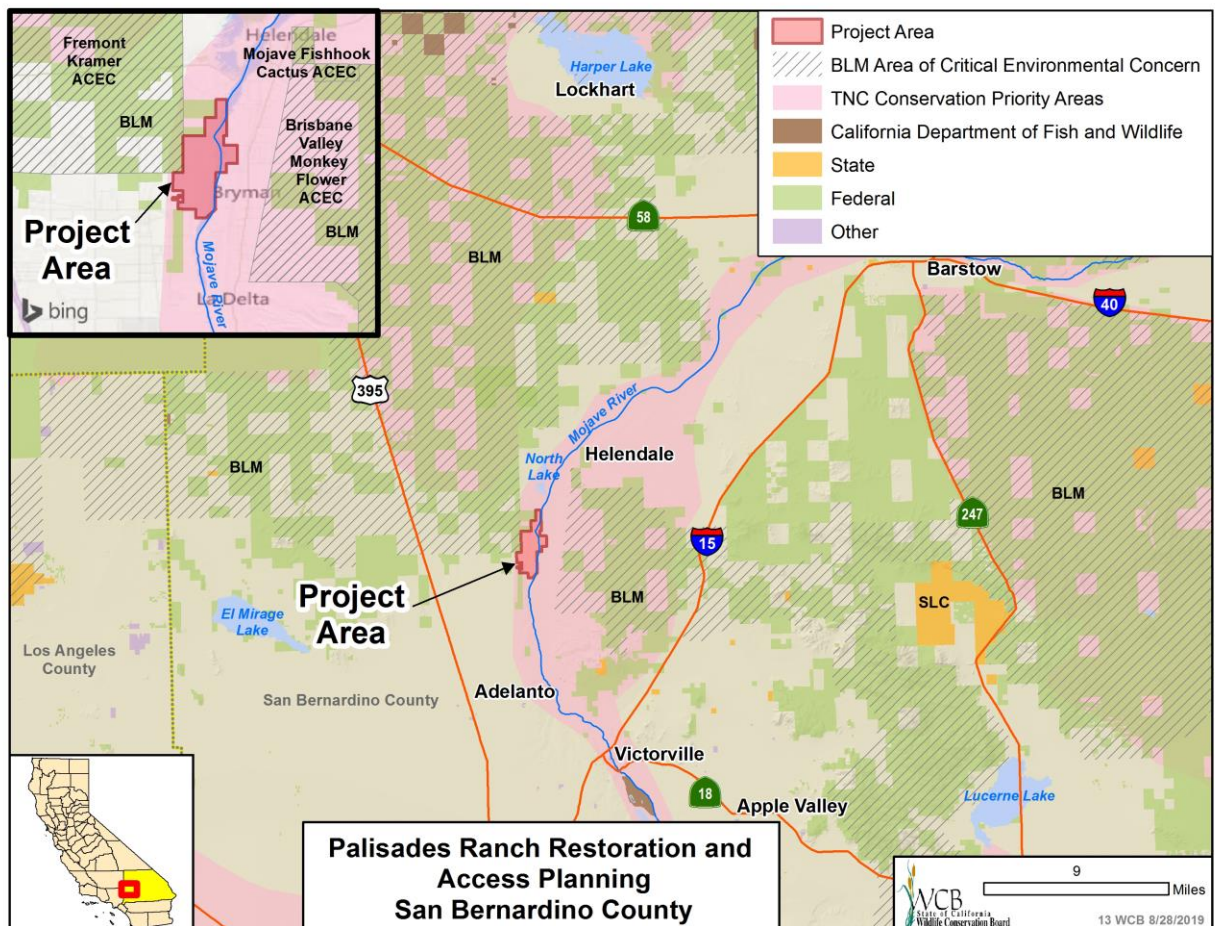 Fremont
Kramer
ACEC
Helendale
Mojave Fishhook
Cactus ACEC
BLM
Brisbane
Valley
Monkey
Flower
ACEC
Bryman
BLM
Project
Area
Mojave River
La Delta
bing
Project Area
BLM Area of Critical Environmental Concern
TNC Conservation Priority Areas
California Department of Fish and Wildlife
State
Federal
Other
Harper Lake
Lockhart
58
BLM
Barstow
40
395
Mojave River
Helendale
North
Lake
BLM
BLM
247
15
Project
Area
BLM
SLC
El Mirage
Lake
Los Angeles
County
San Bernardino County
Adelanto
Victorville
18
Apple Valley
Lucerne Lake
Palisades Ranch Restoration and
Access Planning
San Bernardino County
WCB
State of California
Wildlife Conservation Board
9
Miles
13 WCB 8/28/2019